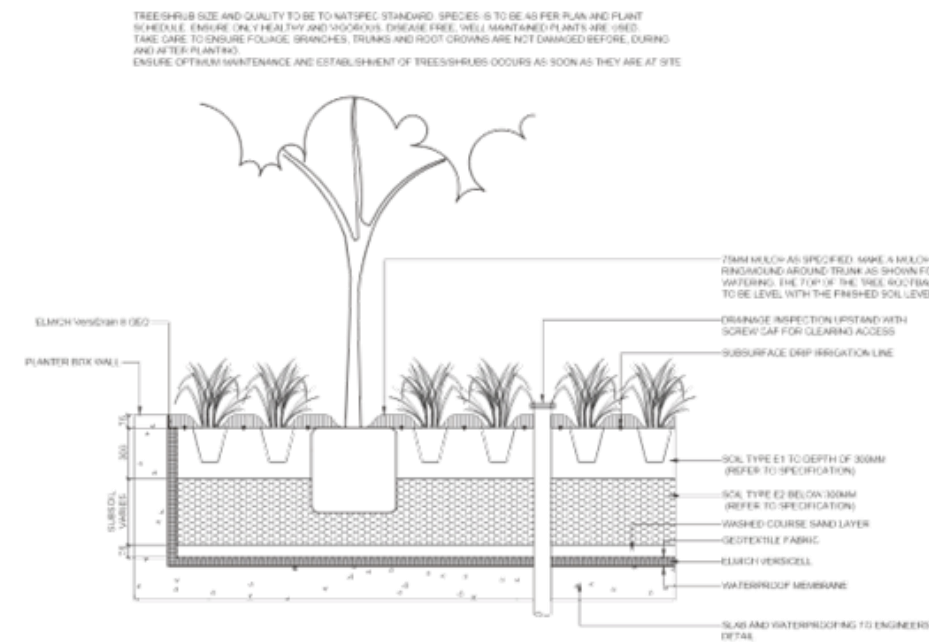 TREE/SHRUB SIZE AND QUALITY TO BE TO NATSPEC STANDARD. SPECIES IS TO BE AS PER PLAN AND PLANT
SCHEDULE. ENSURE ONLY HEALTHY AND VIGOROUS, DISEASE FREE, WELL MAINTAINED PLANTS ARE USED.
TAKE CARE TO ENSURE FOLIAGE, BRANCHES, TRUNKS AND ROOT CROWNS ARE NOT DAMAGED BEFORE, DURING
AND AFTER PLANTING.
ENSURE OPTIMUM MAINTENANCE AND ESTABLISHMENT OF TREES/SHRUBS OCCURS AS SOON AS THEY ARE AT SITE
75MM MULCH AS SPECIFIED. MAKE A MULCH
RING/MOUND AROUND TRUNK AS SHOWN FO
WATERING. THE TOP OF THE TREE ROOTBA
TO BE LEVEL WITH THE FINISHED SOIL LEVE
ELMICH VersiDrain 8 GEO
DRAINAGE INSPECTION UPSTAND WITH
SCREW CAP FOR CLEARING ACCESS
PLANTER BOX WALL
SUBSURFACE DRIP IRRIGATION LINE
75
300
SOIL TYPE E1 TO DEPTH OF 300MM
(REFER TO SPECIFICATION)
SUBSOIL
VARIES
SOIL TYPE E2 BELOW 300MM
(REFER TO SPECIFICATION)
WASHED COURSE SAND LAYER
75
GEOTEXTILE FABRIC
ELMICH VERSICELL
WATERPROOF MEMBRANE
SLAB AND WATERPROOFING TO ENGINEERS
DETAIL